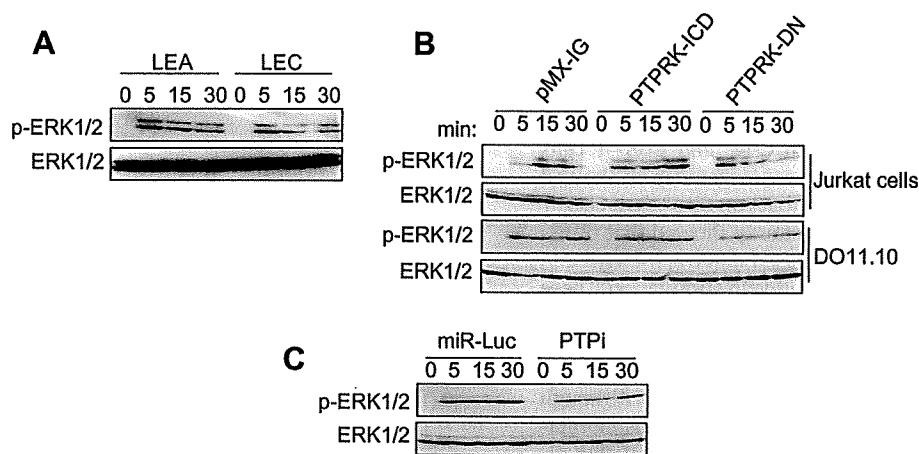 A
LEA LEC
0 5 15 30 0 5 15 30
p-ERK1/2
ERK1/2
B
pMX-IG PTPRK-ICD PTPRK-DN
min: 0 5 15 30 0 5 15 30 0 5 15 30
p-ERK1/2
ERK1/2
Jurkat cells
p-ERK1/2
ERK1/2
DO11.10
C
miR-Luc PTPi
0 5 15 30 0 5 15 30
p-ERK1/2
ERK1/2